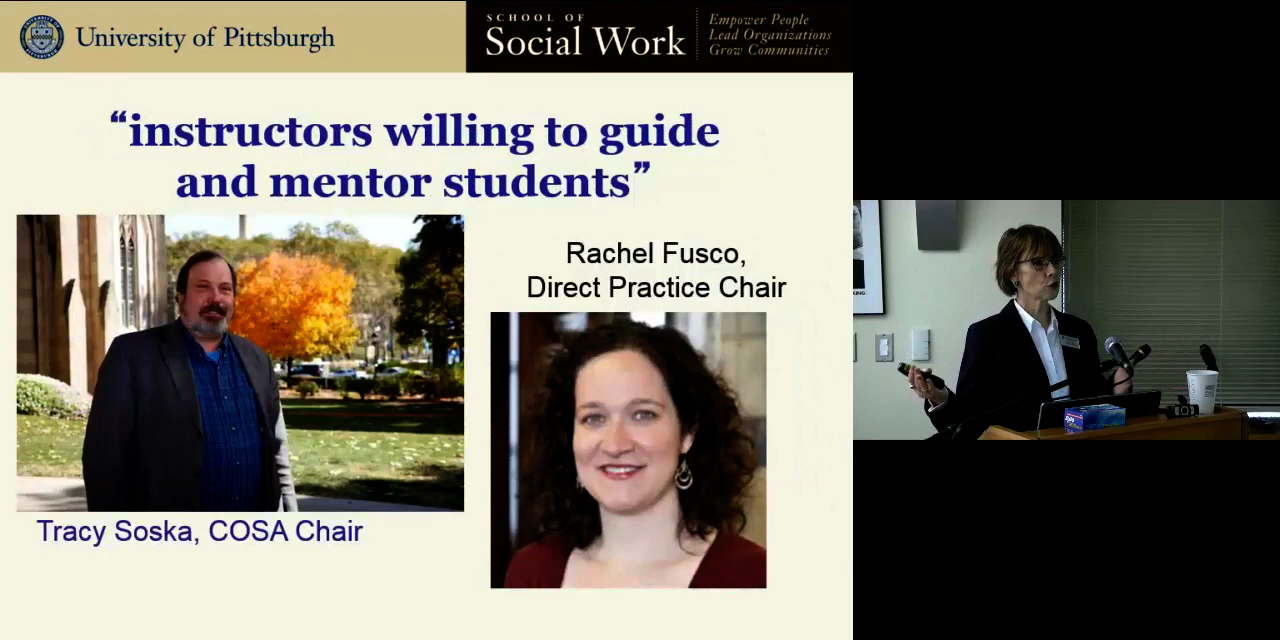 University of Pittsburgh
SCHOOL OF
Social Work
Empower People
Lead Organizations
Grow Communities
“instructors willing to guide
and mentor students”
Rachel Fusco,
Direct Practice Chair
Tracy Soska, COSA Chair
KING